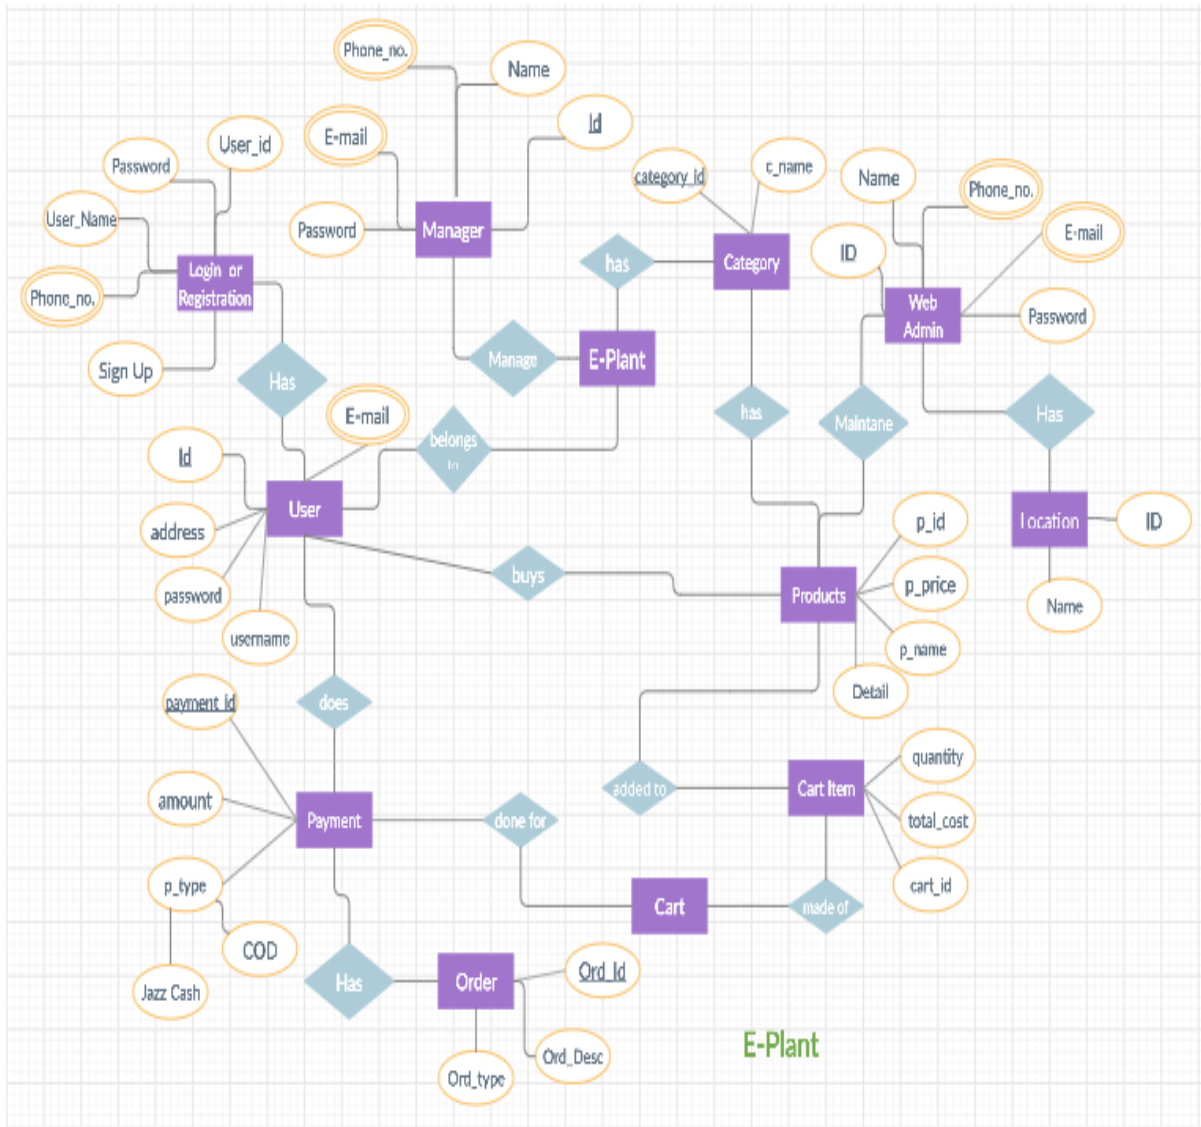 Phone_no.
Name
E-mail
Id
Password
Manager
User_id
Password
User_Name
Phone_no.
Login or
Registration
Sign Up
Has
category_id
c_name
has
Category
Name
Phone_no.
E-mail
ID
Web
Admin
Password
Manage
E-Plant
has
Maintane
Has
E-mail
belongs
to
Id
User
address
password
username
buys
Location
ID
Name
p_id
p_price
Products
p_name
Detail
payment_id
does
amount
Payment
p_type
COD
Jazz Cash
done for
added to
Cart Item
quantity
total_cost
cart_id
Cart
made of
Has
Order
Ord_Id
Ord_Desc
Ord_type
E-Plant